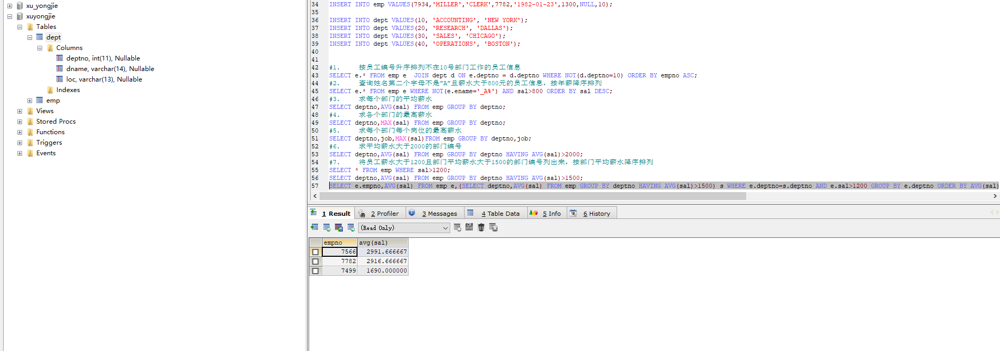 xu_yongjie
xuyongjie
Tables
dept
Columns
deptno, int(11), Nullable
dname, varchar(14), Nullable
loc, varchar(13), Nullable
Indexes
emp
Views
Stored Procs
Functions
Triggers
Events
34 INSERT INTO emp VALUES(7934,'MILLER','CLERK',7782,'1982-01-23',1300,NULL,10);
35
36 INSERT INTO dept VALUES(10, 'ACCOUNTING', 'NEW YORK');
37 INSERT INTO dept VALUES(20, 'RESEARCH', 'DALLAS');
38 INSERT INTO dept VALUES(30, 'SALES', 'CHICAGO');
39 INSERT INTO dept VALUES(40, 'OPERATIONS', 'BOSTON');
40
41
42 #1. 按员工编号升序排列不在10号部门工作的员工信息
43 SELECT e.* FROM emp e JOIN dept d ON e.deptno = d.deptno WHERE NOT(d.deptno=10) ORDER BY empno ASC;
44 #2. 查询姓名第二个字母不是"A"且薪水大于800元的员工信息，按年薪降序排列
45 SELECT e.* FROM emp e WHERE NOT(e.ename='_A%') AND sal>800 ORDER BY sal DESC;
46 #3. 求每个部门的平均薪水
47 SELECT deptno,AVG(sal) FROM emp GROUP BY deptno;
48 #4. 求各个部门的最高薪水
49 SELECT deptno,MAX(sal) FROM emp GROUP BY deptno;
50 #5. 求每个部门每个岗位的最高薪水
51 SELECT deptno,job,MAX(sal)FROM emp GROUP BY deptno,job;
52 #6. 求平均薪水大于2000的部门编号
53 SELECT deptno,AVG(sal) FROM emp GROUP BY deptno HAVING AVG(sal)>2000;
54 #7. 将员工薪水大于1200且部门平均薪水大于1500的部门编号列出来，按部门平均薪水降序排列
55 SELECT * FROM emp WHERE sal>1200;
56 SELECT deptno,AVG(sal) FROM emp GROUP BY deptno HAVING AVG(sal)>1500;
57 SELECT e.empno,AVG(sal) FROM emp e,(SELECT deptno,AVG(sal) FROM emp GROUP BY deptno HAVING AVG(sal)>1500) s WHERE e.deptno=s.deptno AND e.sal>1200 GROUP BY e.deptno ORDER BY AVG(sal)
1 Result 2 Profiler 3 Messages 4 Table Data 5 Info 18 6 History
(Read Only)
empno avg(sal)
7566 2991.666667
7782 2916.666667
7499 1690.000000